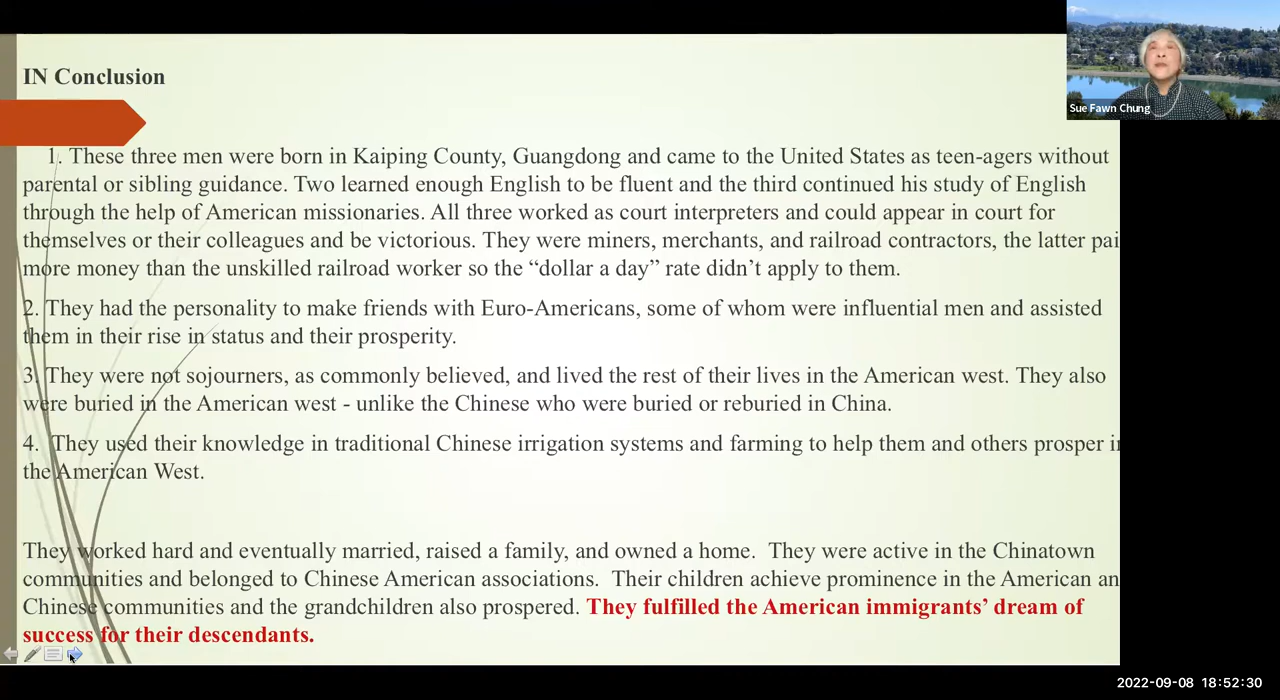 Sue Fawn Chung
IN Conclusion
1. These three men were born in Kaiping County, Guangdong and came to the United States as teen-agers without
parental or sibling guidance. Two learned enough English to be fluent and the third continued his study of English
through the help of American missionaries. All three worked as court interpreters and could appear in court for
themselves or their colleagues and be victorious. They were miners, merchants, and railroad contractors, the latter pai
more money than the unskilled railroad worker so the “dollar a day” rate didn’t apply to them.
2. They had the personality to make friends with Euro-Americans, some of whom were influential men and assisted
them in their rise in status and their prosperity.
3. They were not sojourners, as commonly believed, and lived the rest of their lives in the American west. They also
were buried in the American west - unlike the Chinese who were buried or reburied in China.
4. They used their knowledge in traditional Chinese irrigation systems and farming to help them and others prosper in
the American West.
They worked hard and eventually married, raised a family, and owned a home. They were active in the Chinatown
communities and belonged to Chinese American associations. Their children achieve prominence in the American an
Chinese communities and the grandchildren also prospered. They fulfilled the American immigrants’ dream of
success for their descendants.
2022-09-08 18:52:30